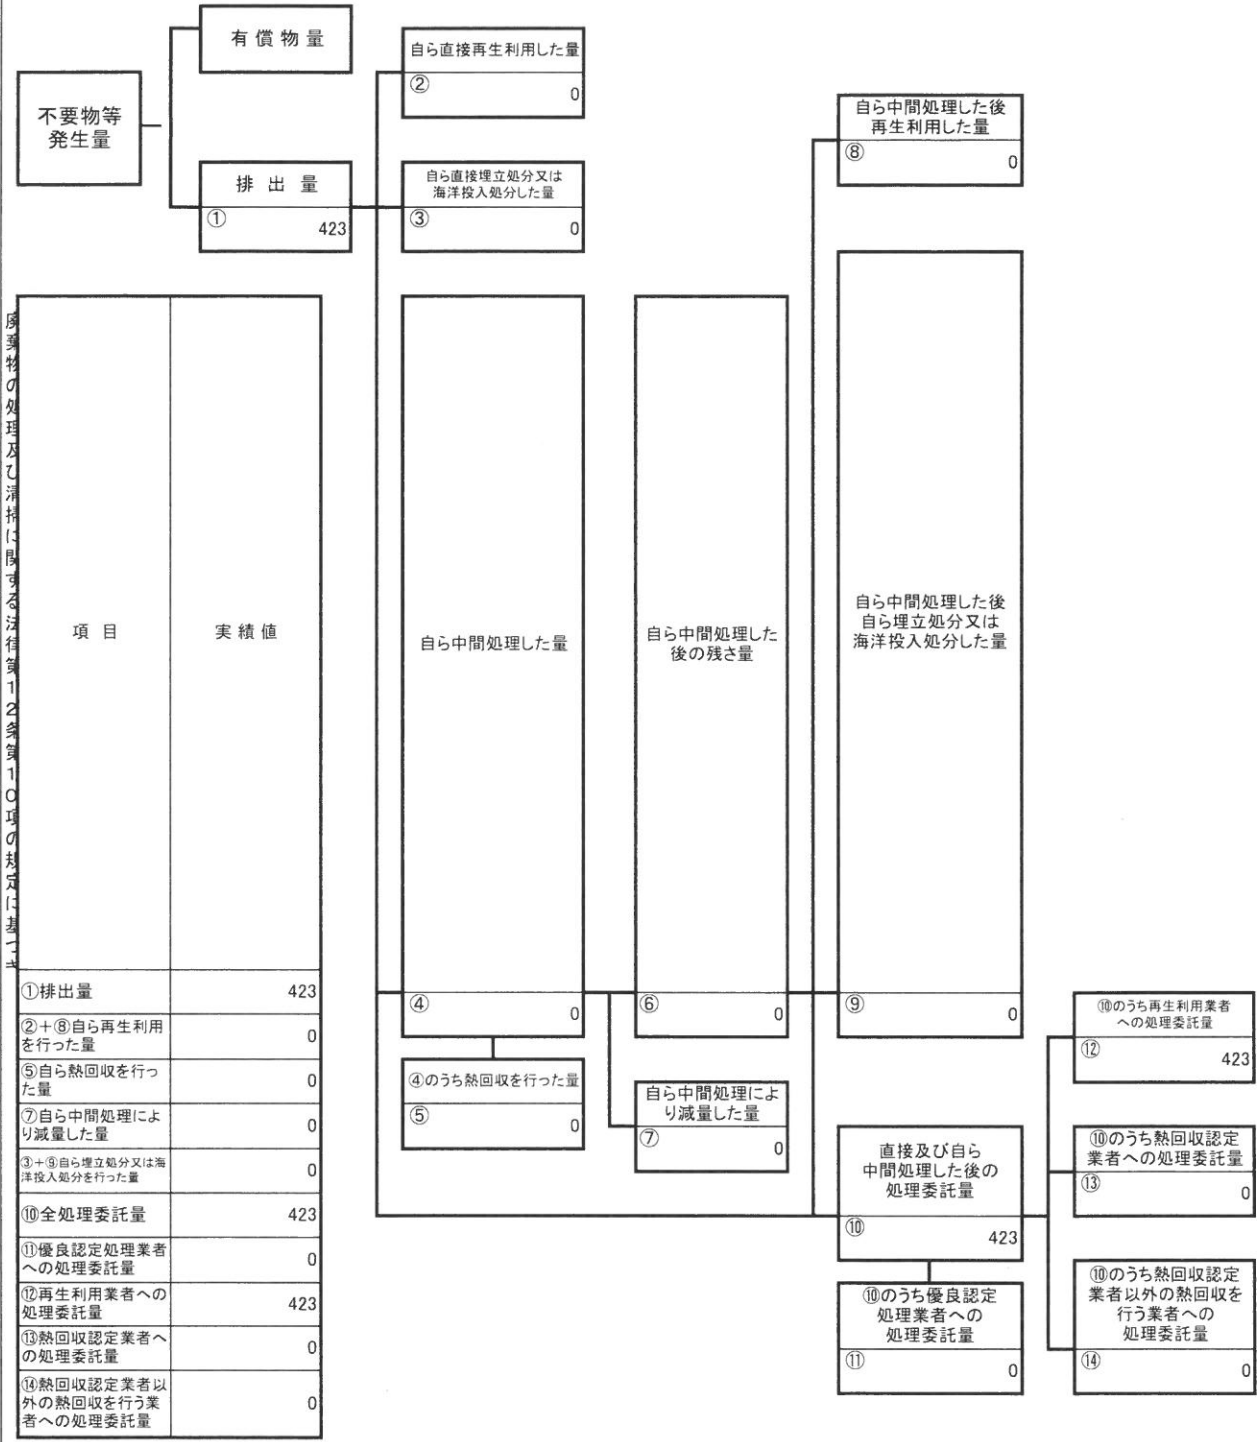 有償物量
不要物等
発生量
排出量
①
423
自ら直接再生利用した量
②
0
自ら直接埋立処分又は
海洋投入処分した量
③
0
自ら中間処理した後
再生利用した量
⑧
0
廃棄物の処理及び清掃に関する法律第12条第10項の規定に基づき
項目
実績値
自ら中間処理した量
④
0
自ら中間処理した
後の残さ量
⑥
0
自ら中間処理した後
自ら埋立処分又は
海洋投入処分した量
⑨
0
①排出量
423
②+⑧自ら再生利用
を行った量
0
⑤自ら熱回収を行っ
た量
0
⑦自ら中間処理によ
り減量した量
0
③+⑨自ら埋立処分又は海
洋投入処分を行った量
0
⑩全処理委託量
423
⑪優良認定処理業者
への処理委託量
0
⑫再生利用業者への
処理委託量
423
⑬熱回収認定業者へ
の処理委託量
0
⑭熱回収認定業者以
外の熱回収を行う業
者への処理委託量
0
④のうち熱回収を行った量
⑤
0
自ら中間処理によ
り減量した量
⑦
0
直接及び自ら
中間処理した後の
処理委託量
⑩
423
⑩のうち優良認定
処理業者への
処理委託量
⑪
0
⑩のうち再生利用業者
への処理委託量
⑫
423
⑩のうち熱回収認定
業者への処理委託量
⑬
0
⑩のうち熱回収認定
業者以外の熱回収を
行う業者への
処理委託量
⑭
0